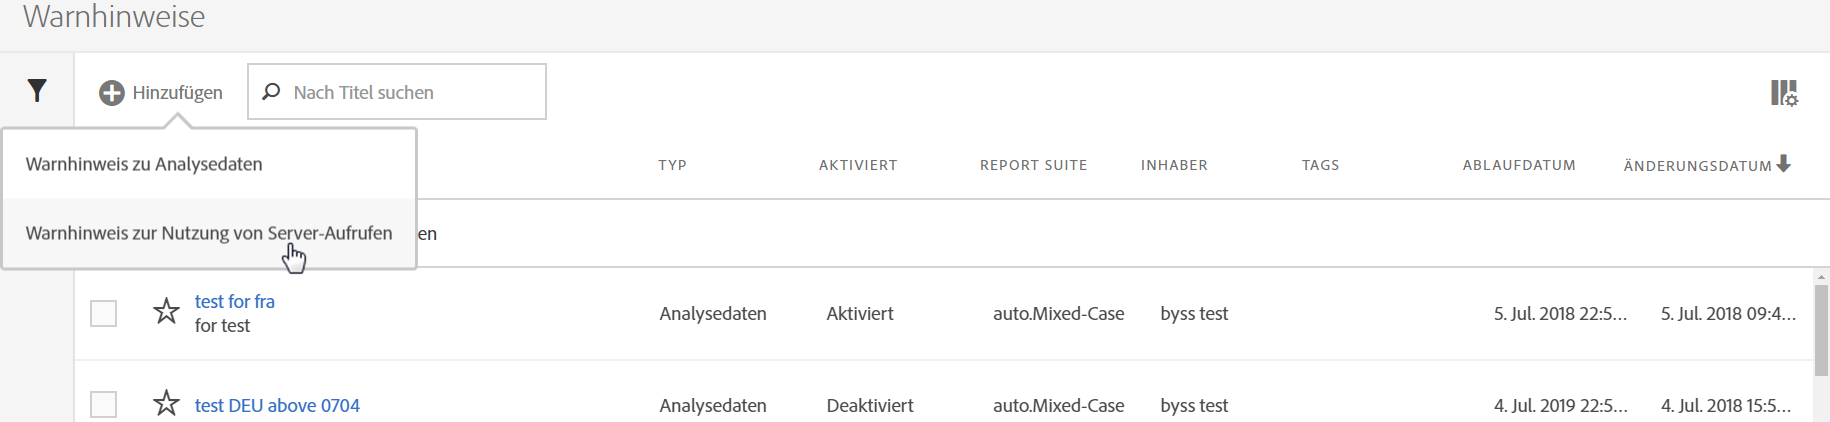 Warnhinweise
Hinzufügen
Nach Titel suchen
Warnhinweis zu Analysedaten
Warnhinweis zur Nutzung von Server-Aufrufen
TYP AKTIVIERT REPORT SUITE INHABER TAGS ABLAUFDATUM ÄNDERUNGSDATUM
en
test for fra
for test
Analysedaten Aktiviert auto.Mixed-Case byss test 5. Jul. 2018 22:5... 5. Jul. 2018 09:4...
test DEU above 0704 Analysedaten Deaktiviert auto.Mixed-Case byss test 4. Jul. 2019 22:5... 4. Jul. 2018 15:5...